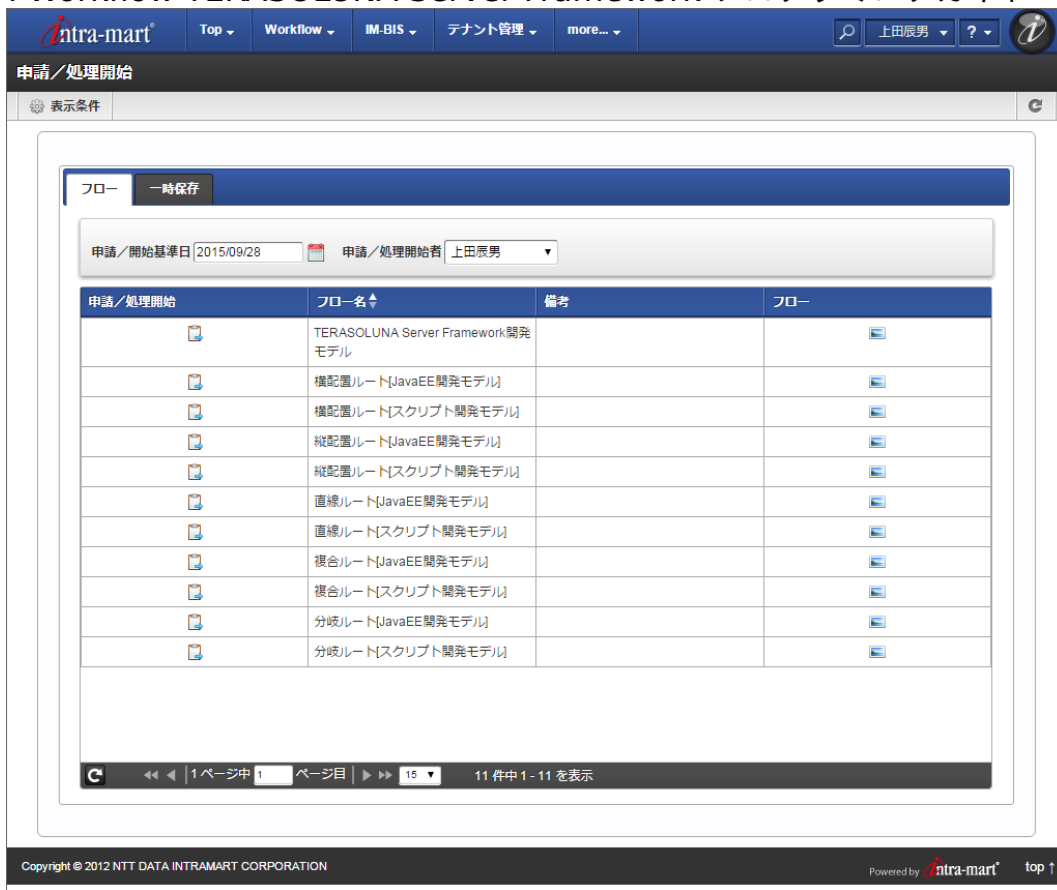 intra-mart® Top Workflow IM-BIS テナント管理 more... 上田辰男 ?
申請／処理開始
表示条件
フロー 一時保存
申請／開始基準日 2015/09/28 申請／処理開始者 上田辰男
申請／処理開始 フロー名 備考 フロー
TERASOLUNA Server Framework開発
モデル
横配置ルート[JavaEE開発モデル]
横配置ルート[スクリプト開発モデル]
縦配置ルート[JavaEE開発モデル]
縦配置ルート[スクリプト開発モデル]
直線ルート[JavaEE開発モデル]
直線ルート[スクリプト開発モデル]
複合ルート[JavaEE開発モデル]
複合ルート[スクリプト開発モデル]
分岐ルート[JavaEE開発モデル]
分岐ルート[スクリプト開発モデル]
1 ページ中 1 ページ目 15 11 件中 1 - 11 を表示
Copyright © 2012 NTT DATA INTRAMART CORPORATION Powered by intra-mart® top ↑